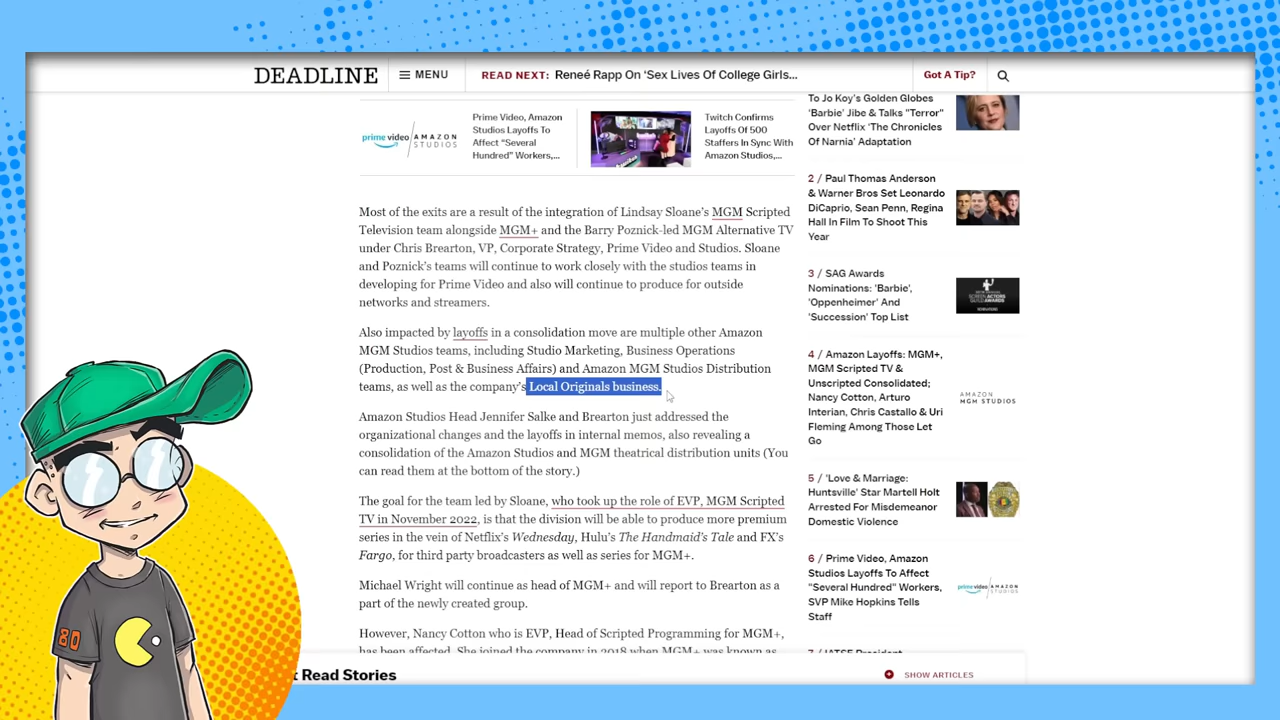 DEADLINE
MENU
READ NEXT: Reneé Rapp On 'Sex Lives Of College Girls...
Got A Tip?
prime video
AMAZON
STUDIOS
Prime Video, Amazon
Studios Layoffs To
Affect “Several
Hundred” Workers,...
Twitch Confirms
Layoffs Of 500
Staffers In Sync With
Amazon Studios,...
Most of the exits are a result of the integration of Lindsay Sloane's MGM Scripted
Television team alongside MGM+ and the Barry Poznick-led MGM Alternative TV
under Chris Brearton, VP, Corporate Strategy, Prime Video and Studios. Sloane
and Poznick's teams will continue to work closely with the studios teams in
developing for Prime Video and also will continue to produce for outside
networks and streamers.
Also impacted by layoffs in a consolidation move are multiple other Amazon
MGM Studios teams, including Studio Marketing, Business Operations
(Production, Post & Business Affairs) and Amazon MGM Studios Distribution
teams, as well as the company's Local Originals business.
Amazon Studios Head Jennifer Salke and Brearton just addressed the
organizational changes and the layoffs in internal memos, also revealing a
consolidation of the Amazon Studios and MGM theatrical distribution units (You
can read them at the bottom of the story.)
The goal for the team led by Sloane, who took up the role of EVP, MGM Scripted
TV in November 2022, is that the division will be able to produce more premium
series in the vein of Netflix's Wednesday, Hulu's The Handmaid's Tale and FX's
Fargo, for third party broadcasters as well as series for MGM+.
Michael Wright will continue as head of MGM+ and will report to Brearton as a
part of the newly created group.
However, Nancy Cotton who is EVP, Head of Scripted Programming for MGM+,
has been affected. She joined the company in 2018 when MGM+ was known as
To Jo Koy's Golden Globes
'Barbie' Jibe & Talks “Terror”
Over Netflix 'The Chronicles
Of Narnia' Adaptation
2 / Paul Thomas Anderson
& Warner Bros Set Leonardo
DiCaprio, Sean Penn, Regina
Hall In Film To Shoot This
Year
3 / SAG Awards
Nominations: 'Barbie',
'Oppenheimer' And
'Succession' Top List
4 / Amazon Layoffs: MGM+,
MGM Scripted TV &
Unscripted Consolidated;
Nancy Cotton, Arturo
Interian, Chris Castallo & Uri
Fleming Among Those Let
Go
AMAZON
MGM STUDIOS
5 / 'Love & Marriage:
Huntsville' Star Martell Holt
Arrested For Misdemeanor
Domestic Violence
6 / Prime Video, Amazon
Studios Layoffs To Affect
“Several Hundred” Workers,
SVP Mike Hopkins Tells
Staff
prime video
AMAZON
STUDIOS
7 / IATSE President
t Read Stories
SHOW ARTICLES
80